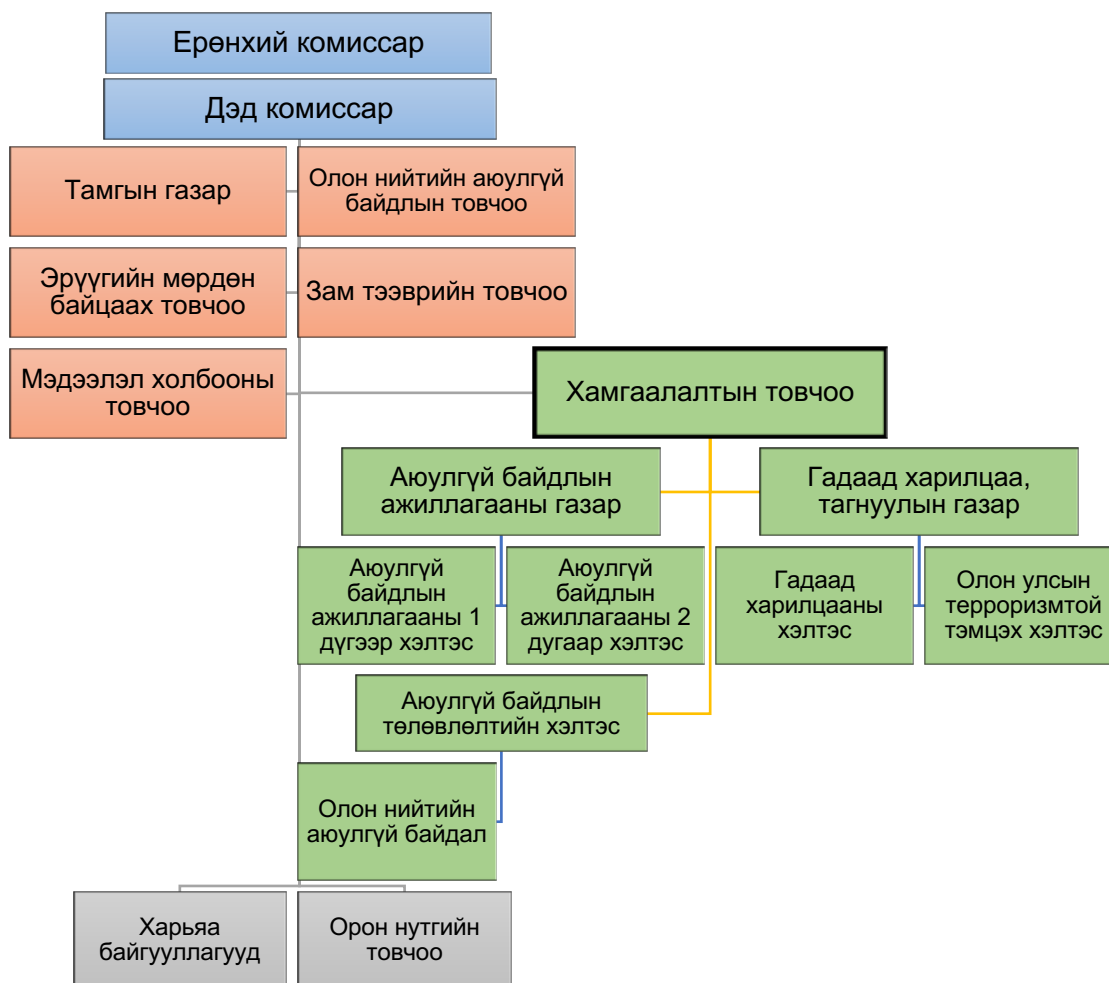 Ерөнхий комиссар
Дэд комиссар
Тамгын газар
Олон нийтийн аюулгүй
байдлын товчоо
Эрүүгийн мөрдөн
байцаах товчоо
Зам тээврийн товчоо
Мэдээлэл холбооны
товчоо
Хамгаалалтын товчоо
Аюулгүй байдлын
ажиллагааны газар
Гадаад харилцаа,
тагнуулын газар
Аюулгүй
байдлын
ажиллагааны 1
дүгээр хэлтэс
Аюулгүй
байдлын
ажиллагааны 2
дугаар хэлтэс
Гадаад
харилцааны
хэлтэс
Олон улсын
терроризмтой
тэмцэх хэлтэс
Аюулгүй байдлын
төлөвлөлтийн хэлтэс
Олон нийтийн
аюулгүй байдал
Харьяа
байгууллагууд
Орон нутгийн
товчоо